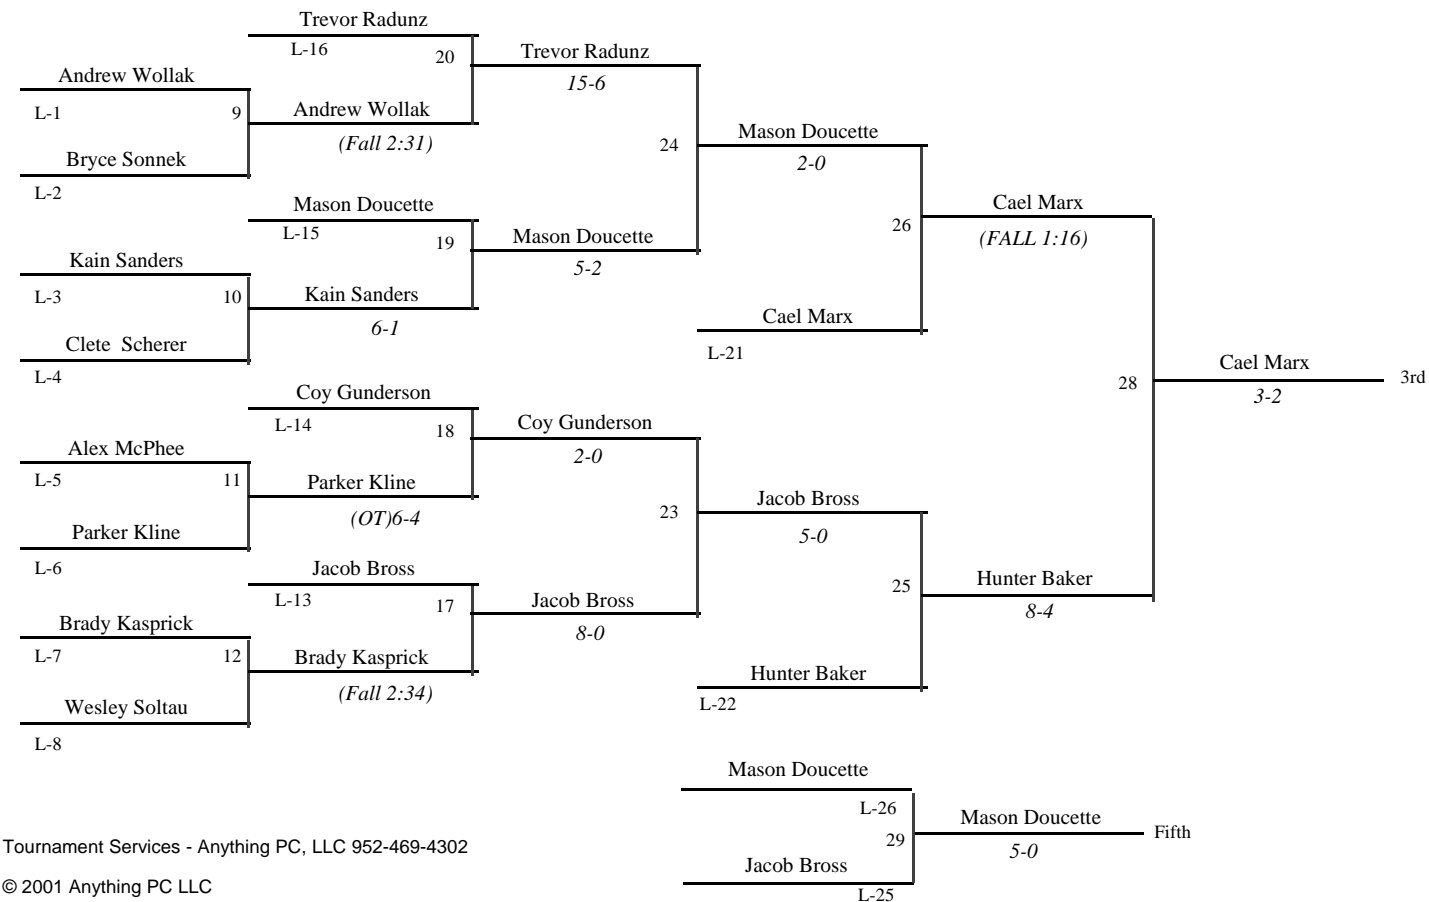 Trevor Radunz
L-16
20
Trevor Radunz
15-6
Andrew Wollak
L-1
9
Andrew Wollak
(Fall 2:31)
Bryce Sonnek
L-2
24
Mason Doucette
2-0
Mason Doucette
L-15
19
Mason Doucette
5-2
Kain Sanders
L-3
10
Kain Sanders
6-1
Clete  Scherer
L-4
26
Cael Marx
(FALL 1:16)
Cael Marx
L-21
28
Cael Marx
3-2
3rd
Coy Gunderson
L-14
18
Coy Gunderson
2-0
Alex McPhee
L-5
11
Parker Kline
(OT)6-4
Parker Kline
L-6
23
Jacob Bross
5-0
Jacob Bross
L-13
17
Jacob Bross
8-0
Brady Kasprick
L-7
12
Brady Kasprick
(Fall 2:34)
Wesley Soltau
L-8
25
Hunter Baker
8-4
Hunter Baker
L-22
Mason Doucette
L-26
29
Mason Doucette
5-0
Fifth
Jacob Bross
L-25
Tournament Services - Anything PC, LLC 952-469-4302
© 2001 Anything PC LLC